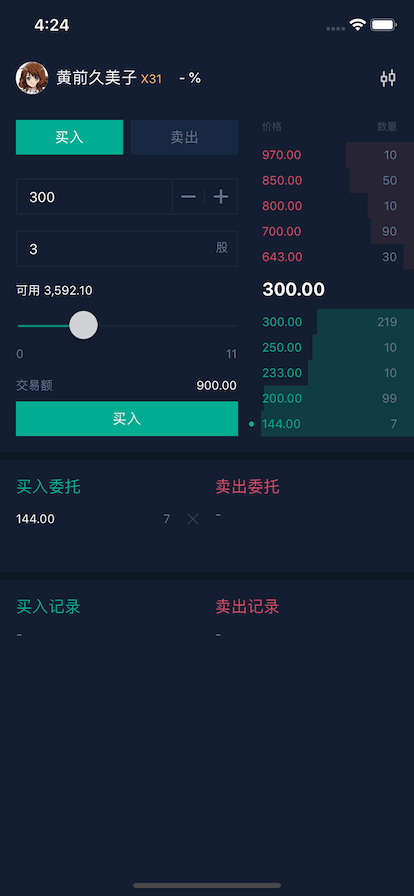 4:24
黄前久美子 X31 - %
买入 卖出
300 − +
3 股
可用 3,592.10
0 11
交易额 900.00
买入
价格 数量
970.00 10
850.00 50
800.00 10
700.00 90
643.00 30
300.00
300.00 219
250.00 10
233.00 10
200.00 99
144.00 7
买入委托
144.00 7
卖出委托
-
买入记录
-
卖出记录
-